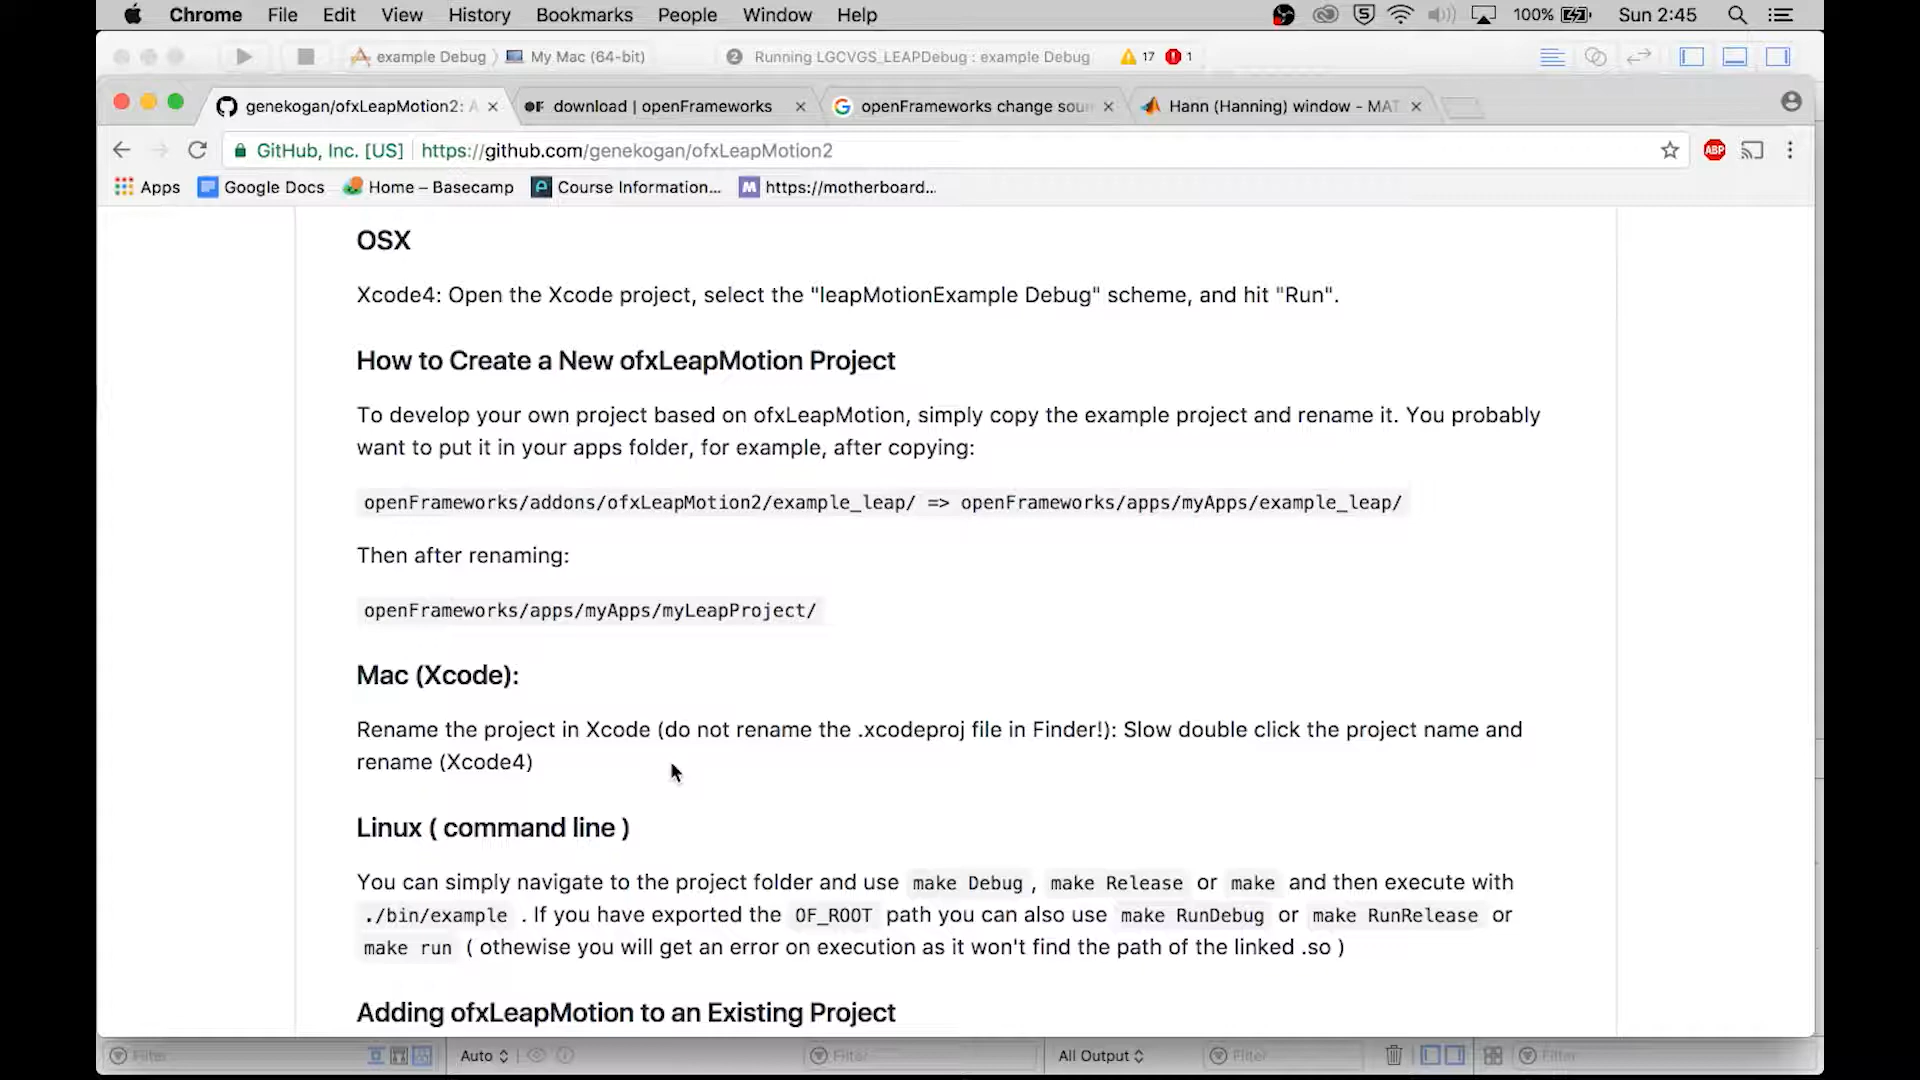 Chrome File Edit View History Bookmarks People Window Help 100% Sun 2:45
example Debug My Mac (64-bit) 2 Running LGCVGS_LEAPDebug : example Debug 17 1
genekogan/ofxLeapMotion2: A download | openFrameworks openFrameworks change sou Hann (Hanning) window - MAT
GitHub, Inc. [US] https://github.com/genekogan/ofxLeapMotion2 ABP
Apps Google Docs Home – Basecamp Course Information... https://motherboard...
OSX
Xcode4: Open the Xcode project, select the "leapMotionExample Debug" scheme, and hit "Run".
How to Create a New ofxLeapMotion Project
To develop your own project based on ofxLeapMotion, simply copy the example project and rename it. You probably
want to put it in your apps folder, for example, after copying:
openFrameworks/addons/ofxLeapMotion2/example_leap/ => openFrameworks/apps/myApps/example_leap/
Then after renaming:
openFrameworks/apps/myApps/myLeapProject/
Mac (Xcode):
Rename the project in Xcode (do not rename the .xcodeproj file in Finder!): Slow double click the project name and
rename (Xcode4)
Linux ( command line )
You can simply navigate to the project folder and use make Debug , make Release or make and then execute with
./bin/example . If you have exported the OF_ROOT path you can also use make RunDebug or make RunRelease or
make run ( othewise you will get an error on execution as it won't find the path of the linked .so )
Adding ofxLeapMotion to an Existing Project
Filter Auto Filter All Output Filter Filter